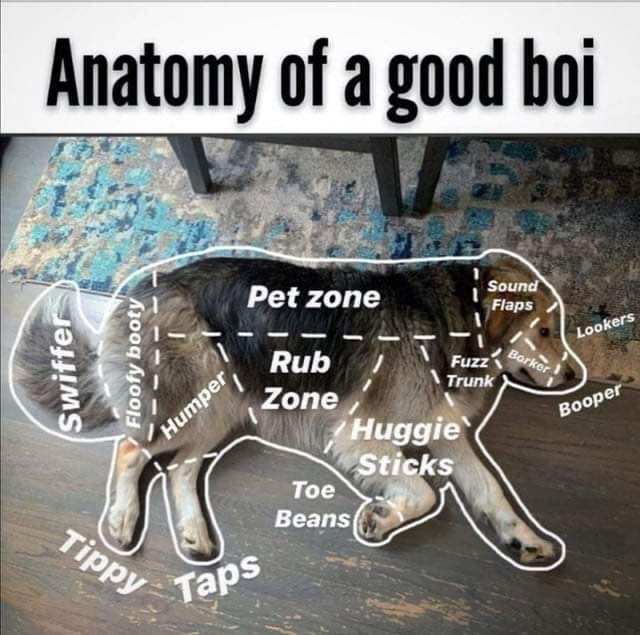 Anatomy of a good boi
Pet zone
Sound
Flaps
Lookers
Swiffer
Floofy booty
Humper
Rub
Zone
Fuzz
Trunk
Borker
Booper
Huggie
Sticks
Toe
Beans
Tippy Taps